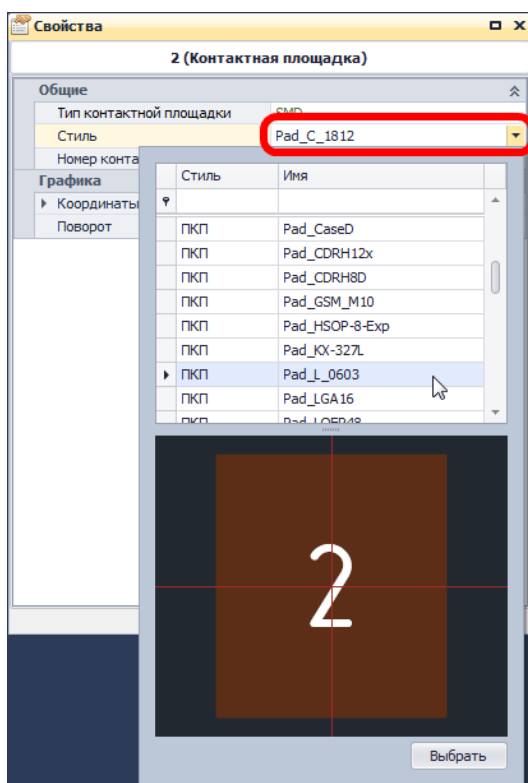 Свойства
2 (Контактная площадка)
Общие
Тип контактной площадки SMD
Стиль Pad_C_1812
Номер конта
Графика
Координаты
Поворот
Стиль Имя
ПКП Pad_CaseD
ПКП Pad_CDRH12x
ПКП Pad_CDRH8D
ПКП Pad_GSM_M10
ПКП Pad_HSOP-8-Exp
ПКП Pad_KX-327L
ПКП Pad_L_0603
ПКП Pad_LGA16
ПКП Pad_LQFP48
2
Выбрать